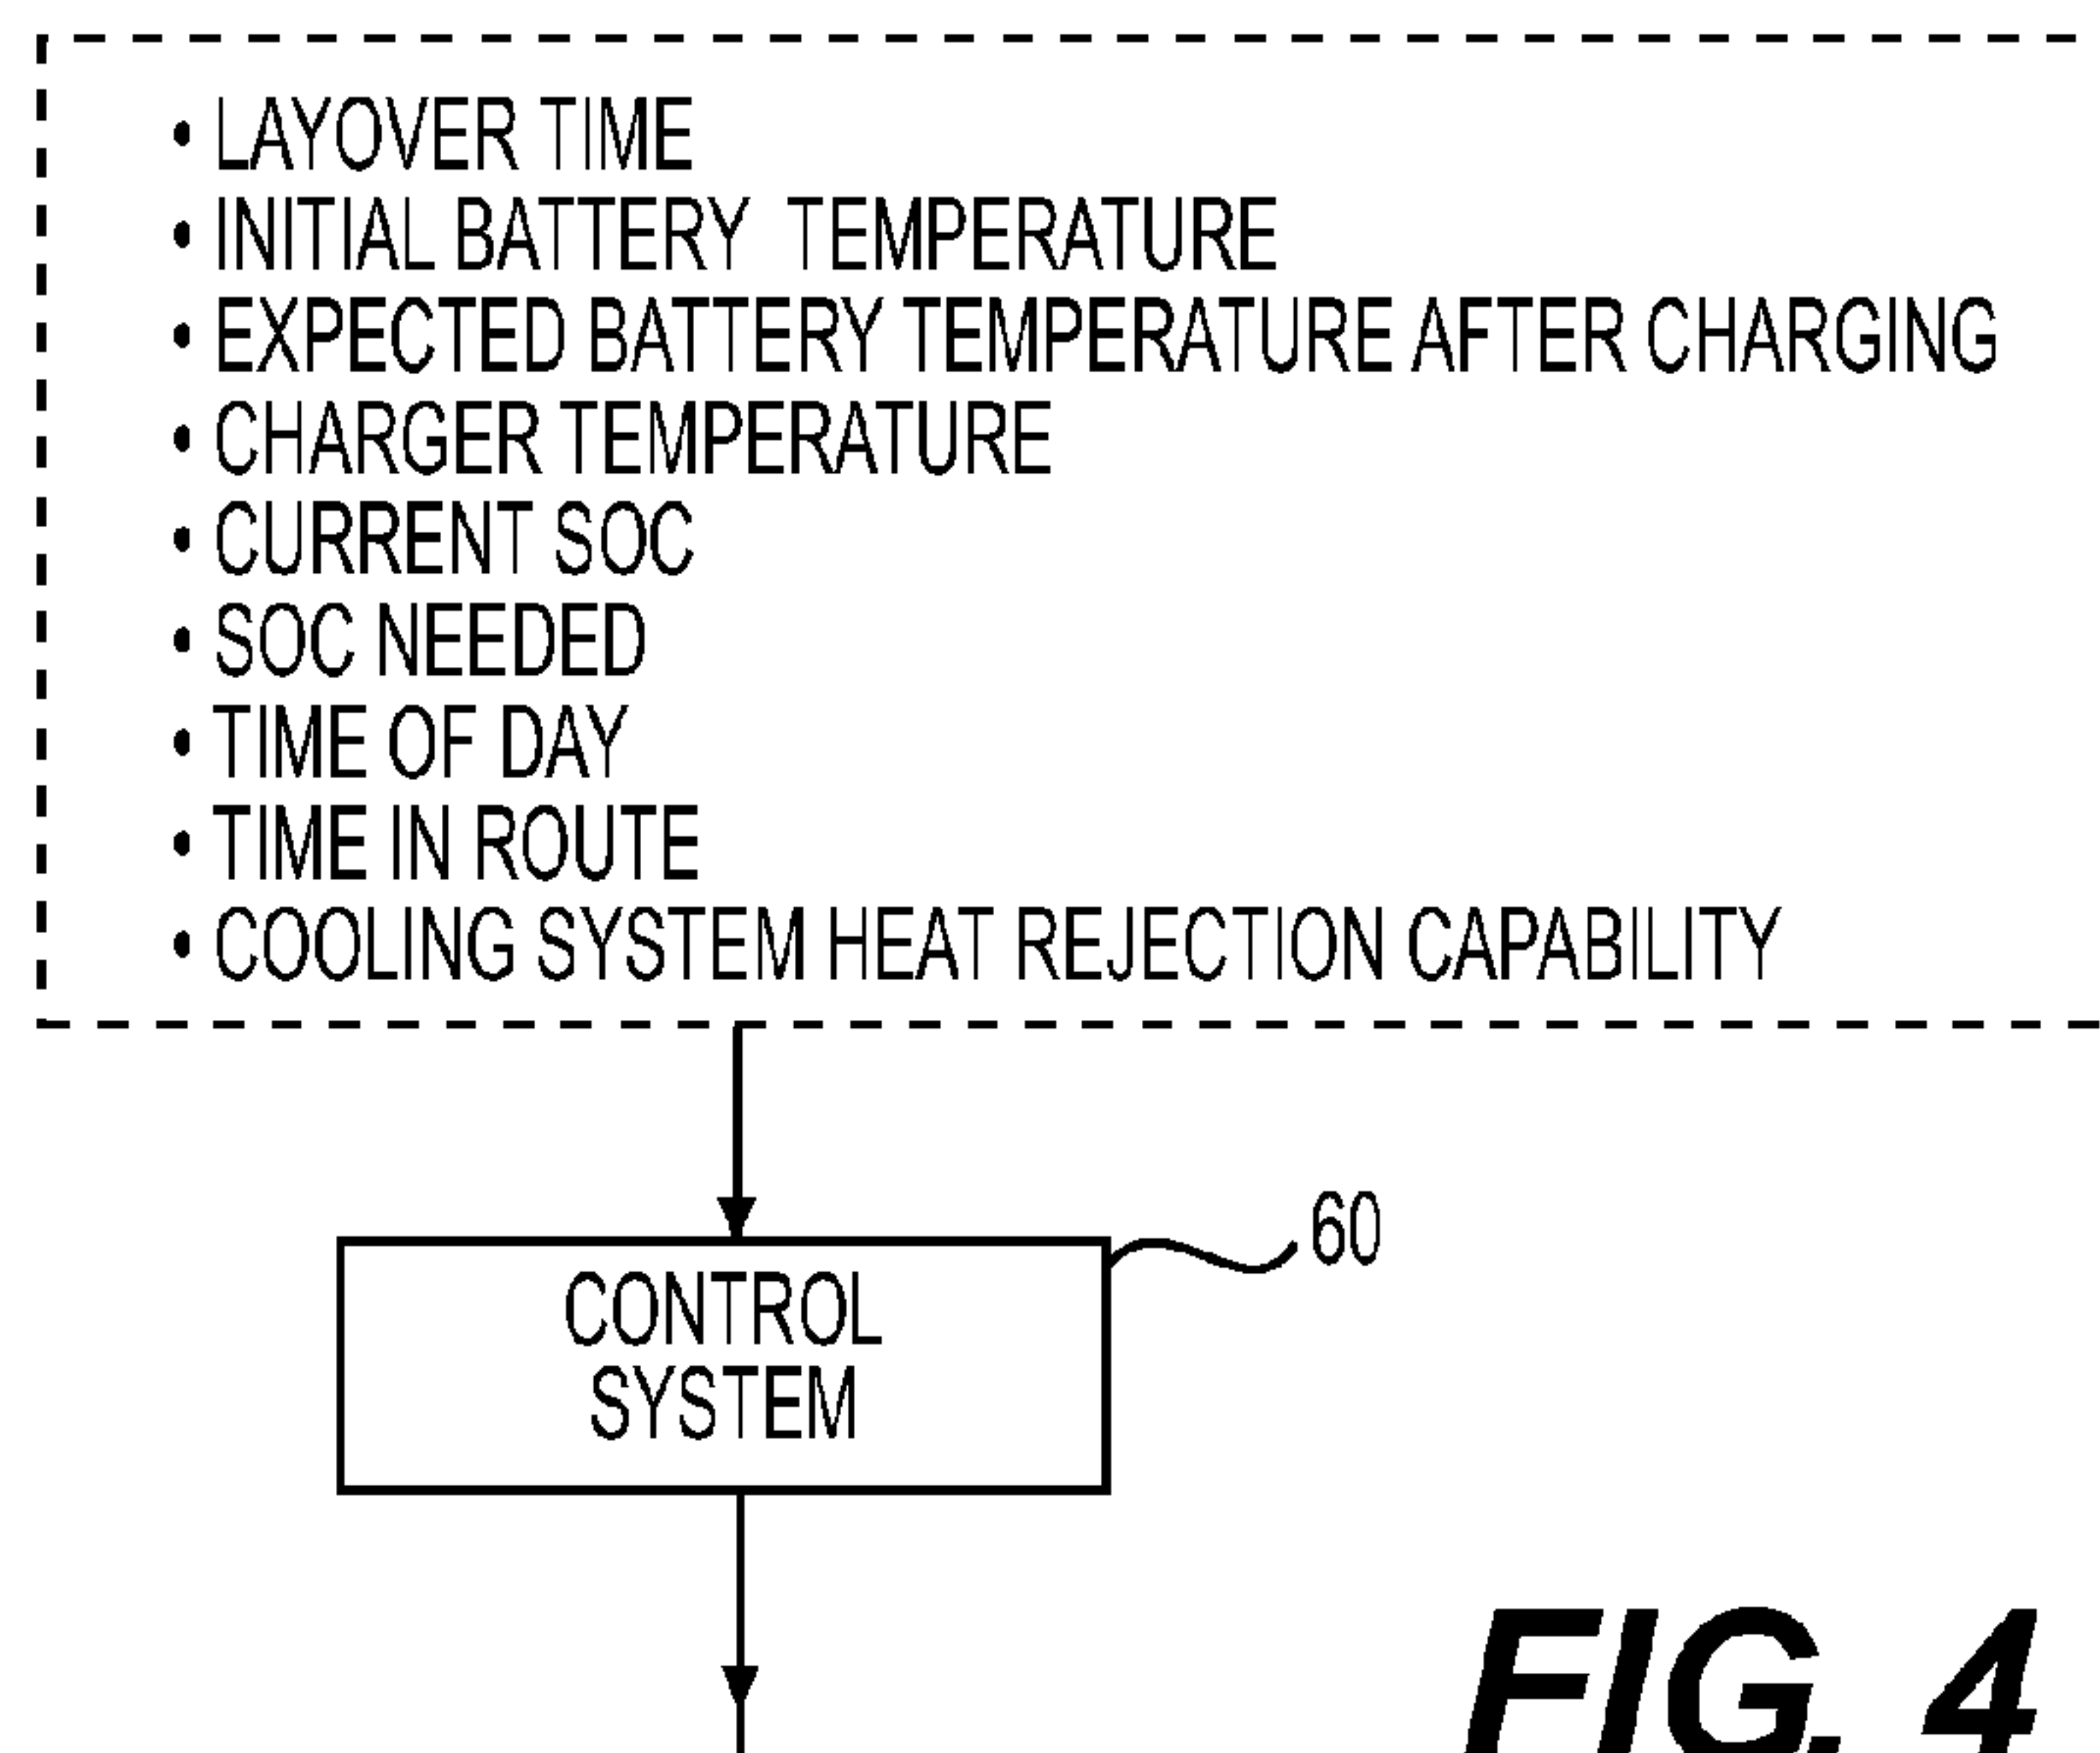 • LAYOVER TIME
• INITIAL BATTERY TEMPERATURE
• EXPECTED BATTERY TEMPERATURE AFTER CHARGING
• CHARGER TEMPERATURE
• CURRENT SOC
• SOC NEEDED
• TIME OF DAY
• TIME IN ROUTE
• COOLING SYSTEM HEAT REJECTION CAPABILITY
60
CONTROL
SYSTEM
FIG. 4